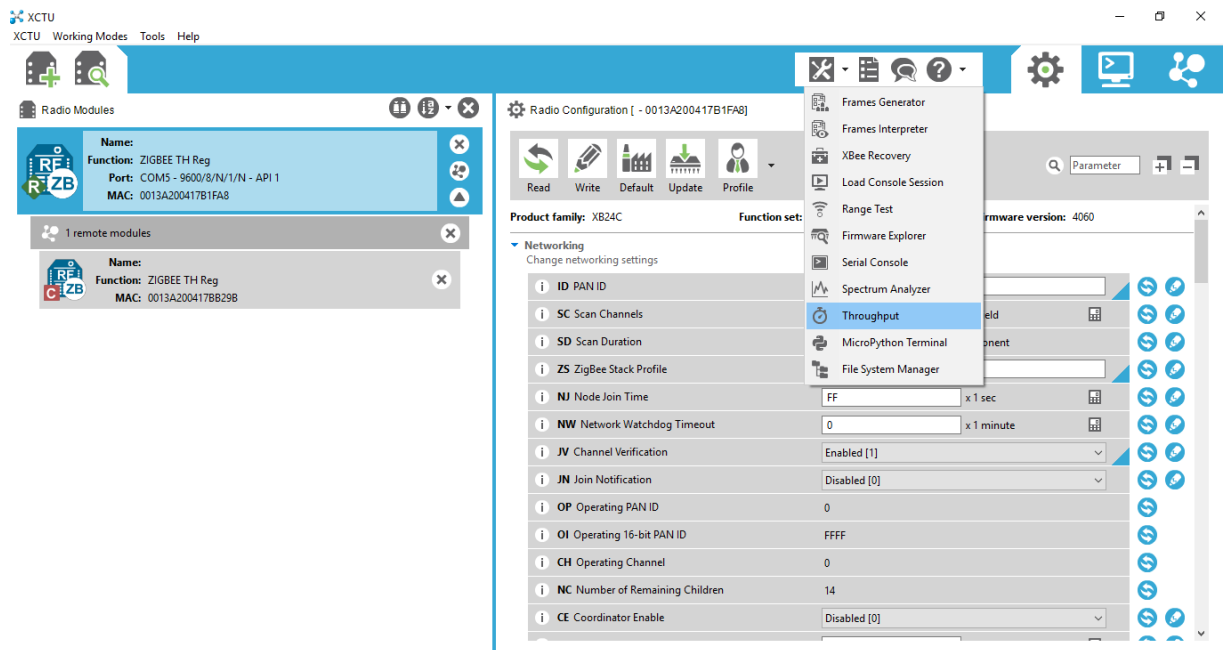 XCTU
XCTU Working Modes Tools Help
Radio Modules
Name:
Function: ZIGBEE TH Reg
Port: COM5 - 9600/8/N/1/N - API 1
MAC: 0013A200417B1FA8
1 remote modules
Name:
Function: ZIGBEE TH Reg
MAC: 0013A200417BB29B
Radio Configuration [ - 0013A200417B1FA8]
Read Write Default Update Profile
Parameter
Product family: XB24C Function set: rmware version: 4060
Frames Generator
Frames Interpreter
XBee Recovery
Load Console Session
Range Test
Firmware Explorer
Serial Console
Spectrum Analyzer
Throughput
MicroPython Terminal
File System Manager
Networking
Change networking settings
ID PAN ID
SC Scan Channels eld
SD Scan Duration onent
ZS ZigBee Stack Profile
NJ Node Join Time FF x 1 sec
NW Network Watchdog Timeout 0 x 1 minute
JV Channel Verification Enabled [1]
JN Join Notification Disabled [0]
OP Operating PAN ID 0
OI Operating 16-bit PAN ID FFFF
CH Operating Channel 0
NC Number of Remaining Children 14
CE Coordinator Enable Disabled [0]